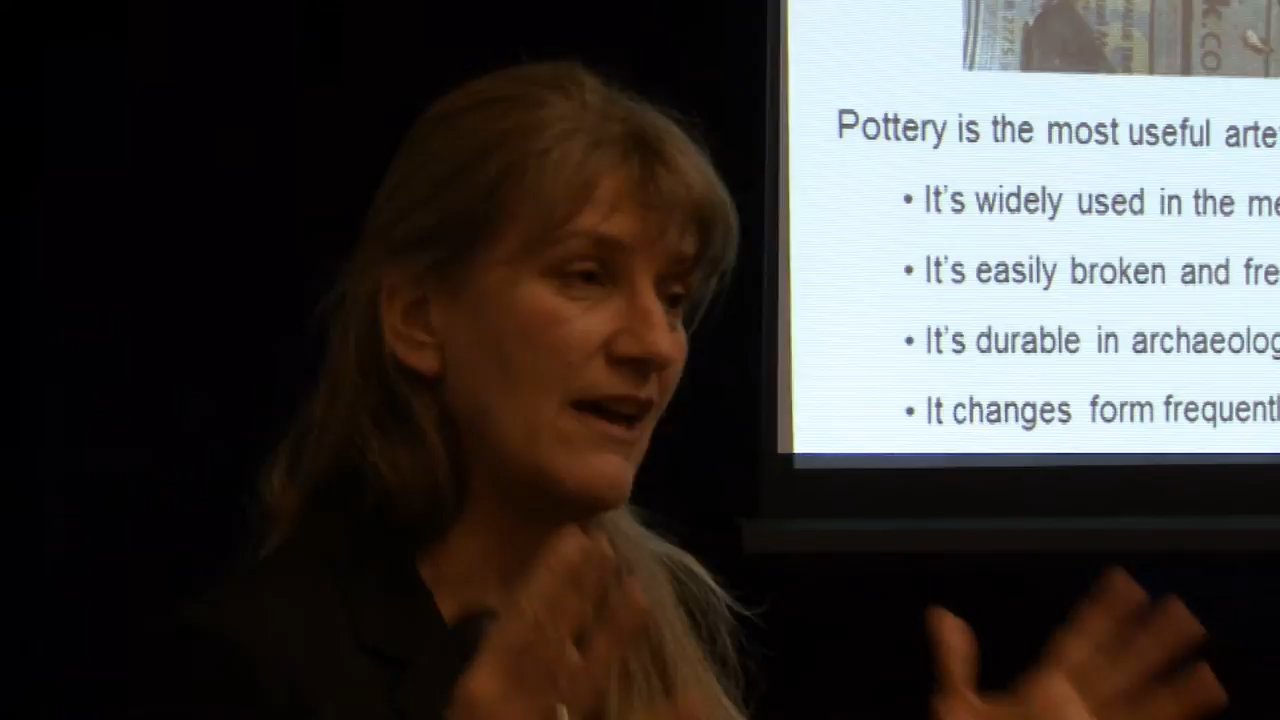 k.co
Pottery is the most useful arte
• It's widely used in the me
• It's easily broken and fre
• It's durable in archaeolog
• It changes form frequentl